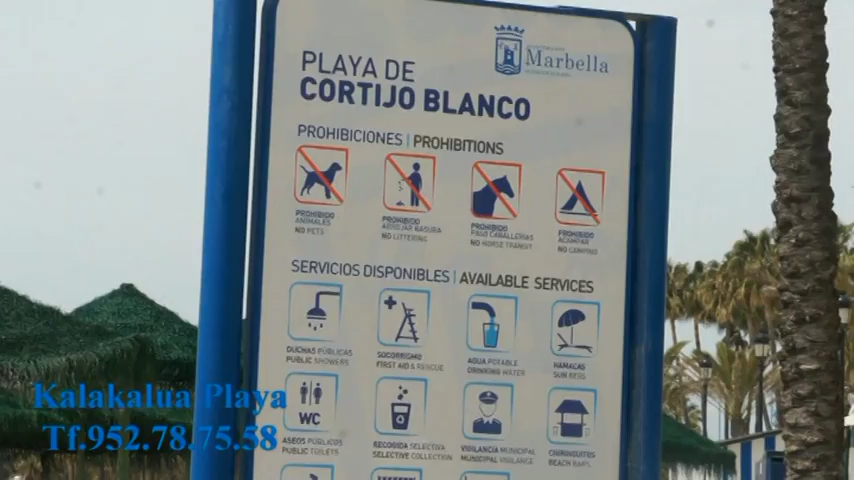 Marbella
PLAYA DE
CORTIJO BLANCO
PROHIBICIONES | PROHIBITIONS
PROHIBIDO
ANIMALES
NO PETS
PROHIBIDO
ARROJAR BASURA
NO LITTERING
PROHIBIDO
PASO CABALLERIAS
NO HORSE TRANSIT
PROHIBIDO
ACAMPAR
NO CAMPING
SERVICIOS DISPONIBLES | AVAILABLE SERVICES
DUCHAS PÚBLICAS
PUBLIC SHOWERS
SOCORRISMO
FIRST AID & RESCUE
AGUA POTABLE
DRINKING WATER
HAMACAS
SUN BEDS
WC
ASEOS PÚBLICOS
PUBLIC TOILETS
RECOGIDA SELECTIVA
SELECTIVE COLLECTION
VIGILANCIA MUNICIPAL
MUNICIPAL VIGILANCE
CHIRINGUITOS
BEACH BARS
Kalakalua Playa
Tf.952.78.75.58